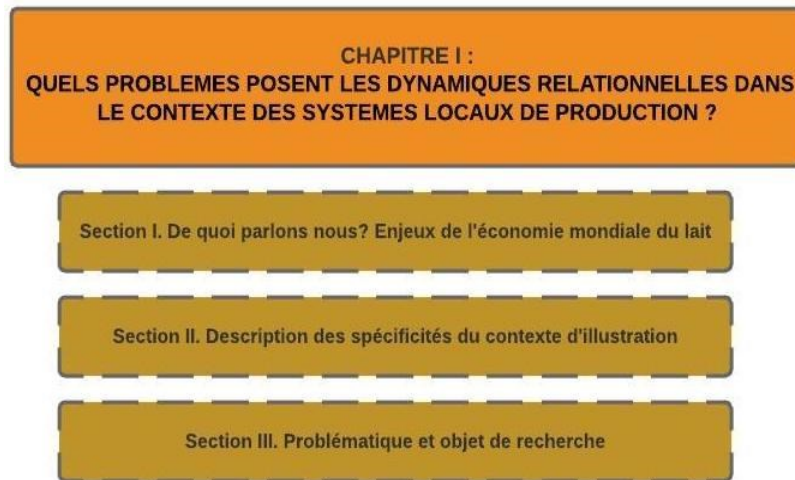 CHAPITRE I :
QUELS PROBLEMES POSENT LES DYNAMIQUES RELATIONNELLES DANS
LE CONTEXTE DES SYSTEMES LOCAUX DE PRODUCTION ?
Section I. De quoi parlons nous? Enjeux de l'économie mondiale du lait
Section II. Description des spécificités du contexte d'illustration
Section III. Problématique et objet de recherche